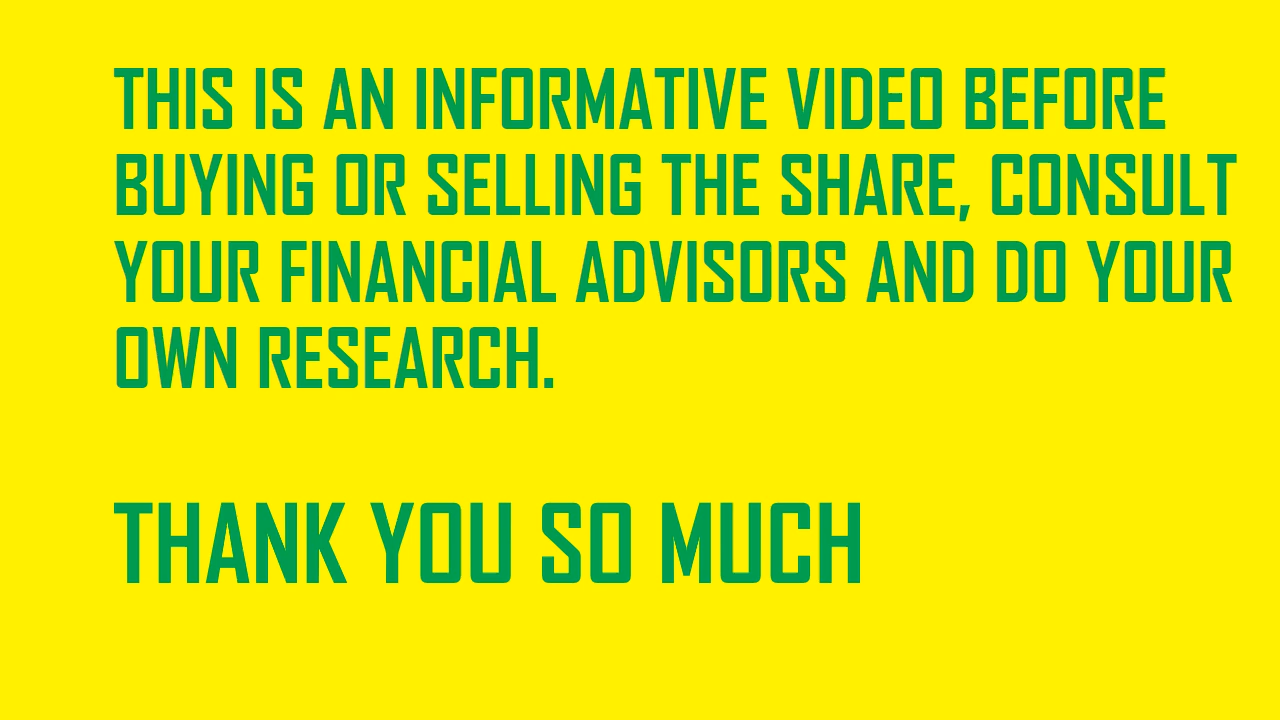 THIS IS AN INFORMATIVE VIDEO BEFORE
BUYING OR SELLING THE SHARE, CONSULT
YOUR FINANCIAL ADVISORS AND DO YOUR
OWN RESEARCH.
THANK YOU SO MUCH